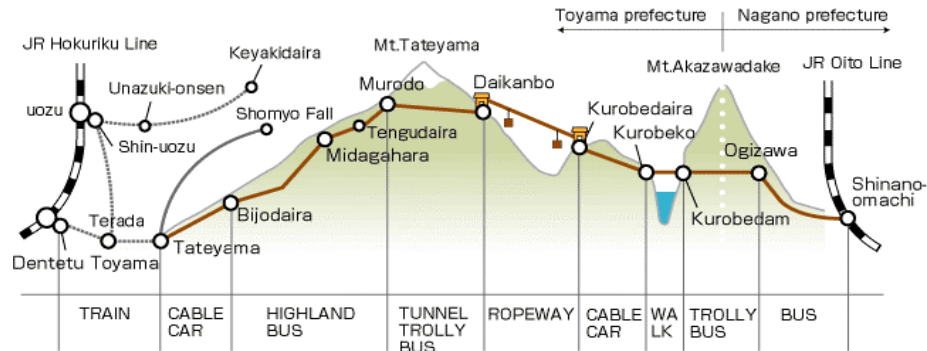 Toyama prefecture
Nagano prefecture
JR Hokuriku Line
Keyakidaira
Mt.Tateyama
Mt.Akazawadake
JR Oito Line
Unazuki-onsen
Murodo
Daikanbo
uozu
Shomyo Fall
Kurobedaira
Shin-uozu
Tengudaira
Kurobeko
Midagahara
Ogizawa
Shinano-
omachi
Terada
Bijodaira
Kurobedam
Dentetu Toyama
Tateyama
TRAIN
CABLE
CAR
HIGHLAND
BUS
TUNNEL
TROLLY
BUS
ROPEWAY
CABLE
CAR
WA
LK
TROLLY
BUS
BUS